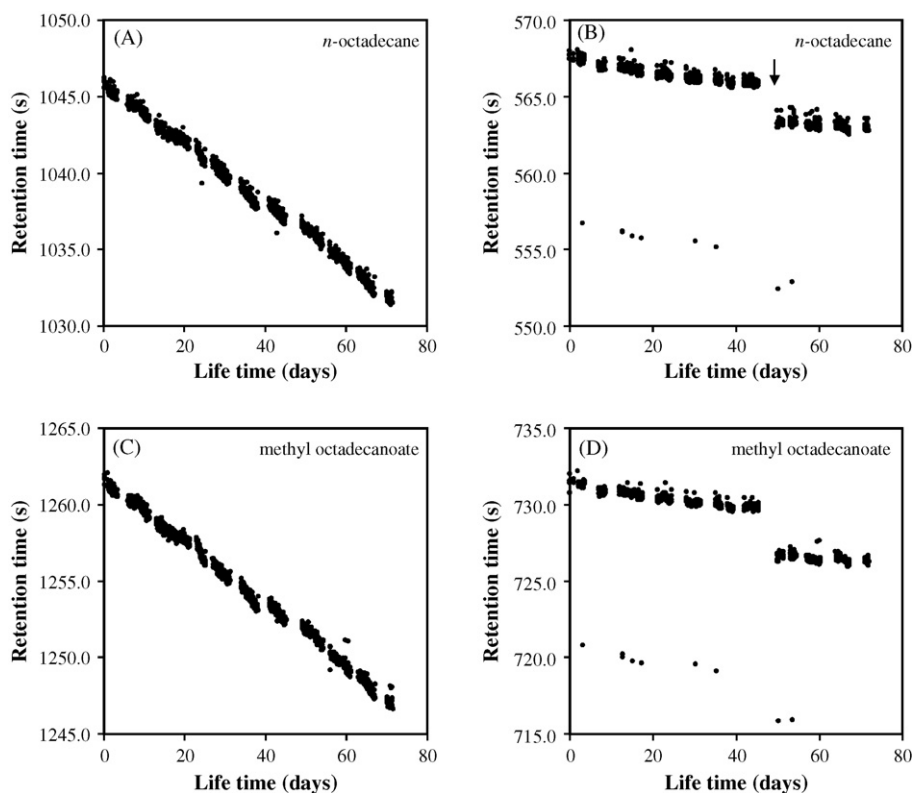 (A)
n-octadecane
Retention time (s)
1050.0
1045.0
1040.0
1035.0
1030.0
0 20 40 60 80
Life time (days)
(B)
n-octadecane
Retention time (s)
570.0
565.0
560.0
555.0
550.0
0 20 40 60 80
Life time (days)
(C)
methyl octadecanoate
Retention time (s)
1265.0
1260.0
1255.0
1250.0
1245.0
0 20 40 60 80
Life time (days)
(D)
methyl octadecanoate
Retention time (s)
735.0
730.0
725.0
720.0
715.0
0 20 40 60 80
Life time (days)